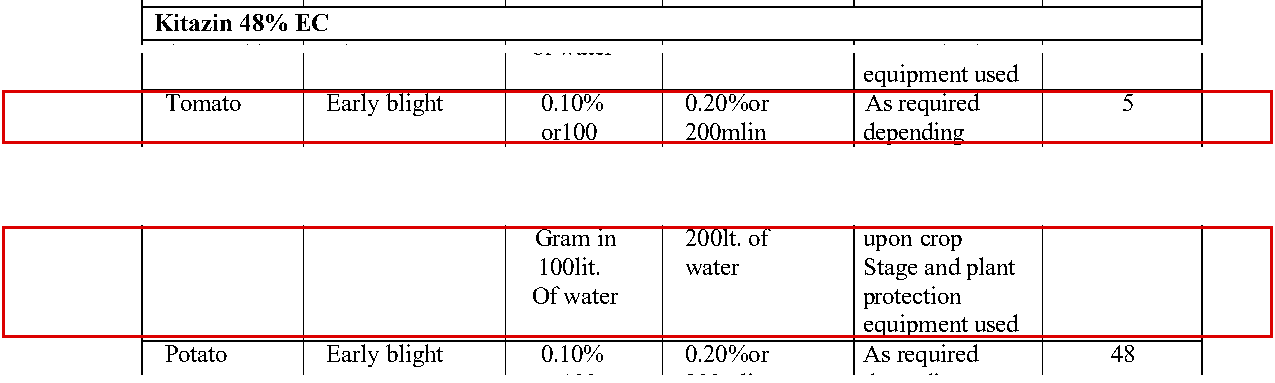 Kitazin 48% EC
equipment used
Tomato Early blight 0.10% 0.20%or As required 5
or100 200mlin depending
Gram in 200lt. of upon crop
100lit. water Stage and plant
Of water protection
equipment used
Potato Early blight 0.10% 0.20%or As required 48